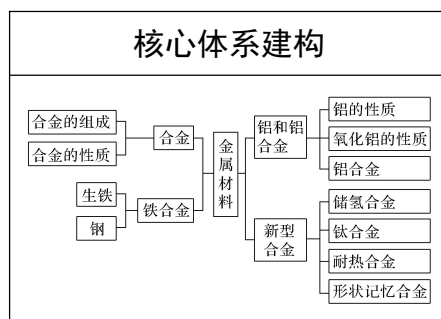 核心体系建构
合金的组成
合金的性质
合金
生铁
钢
铁合金
金属材料
铝和铝
合金
铝的性质
氧化铝的性质
铝合金
新型
合金
储氢合金
钛合金
耐热合金
形状记忆合金